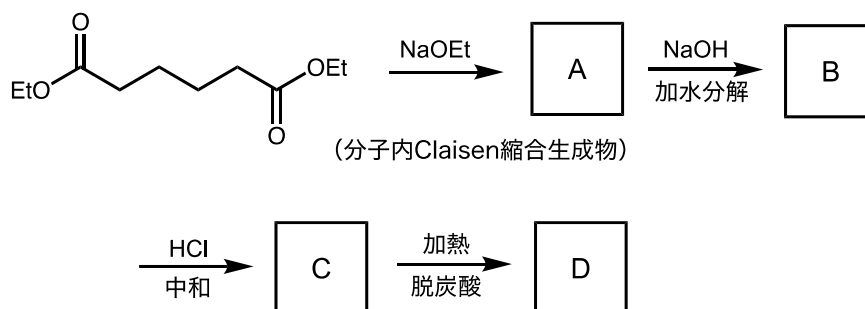 O
EtO
OEt
O
NaOEt
A
（分子内Claisen縮合生成物）
NaOH
加水分解
B
HCl
中和
C
加熱
脱炭酸
D